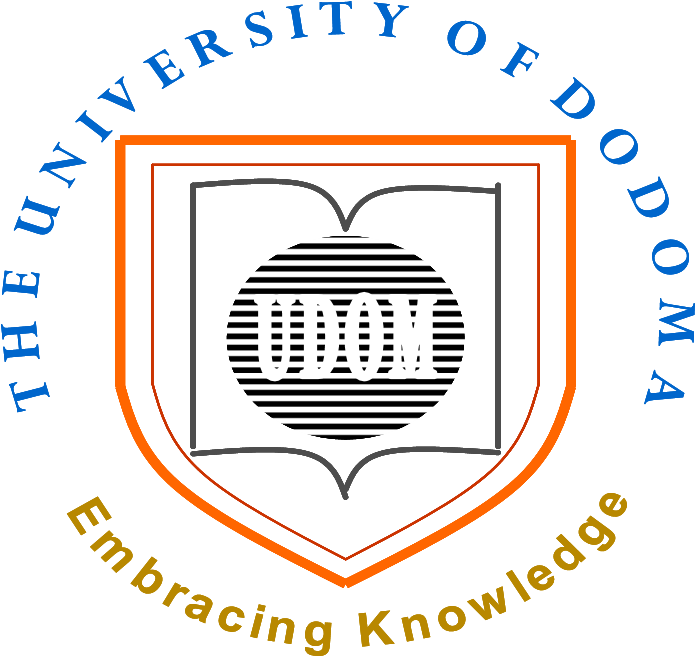 THE UNIVERSITY OF DODOMA
UDOM
Embracing Knowledge